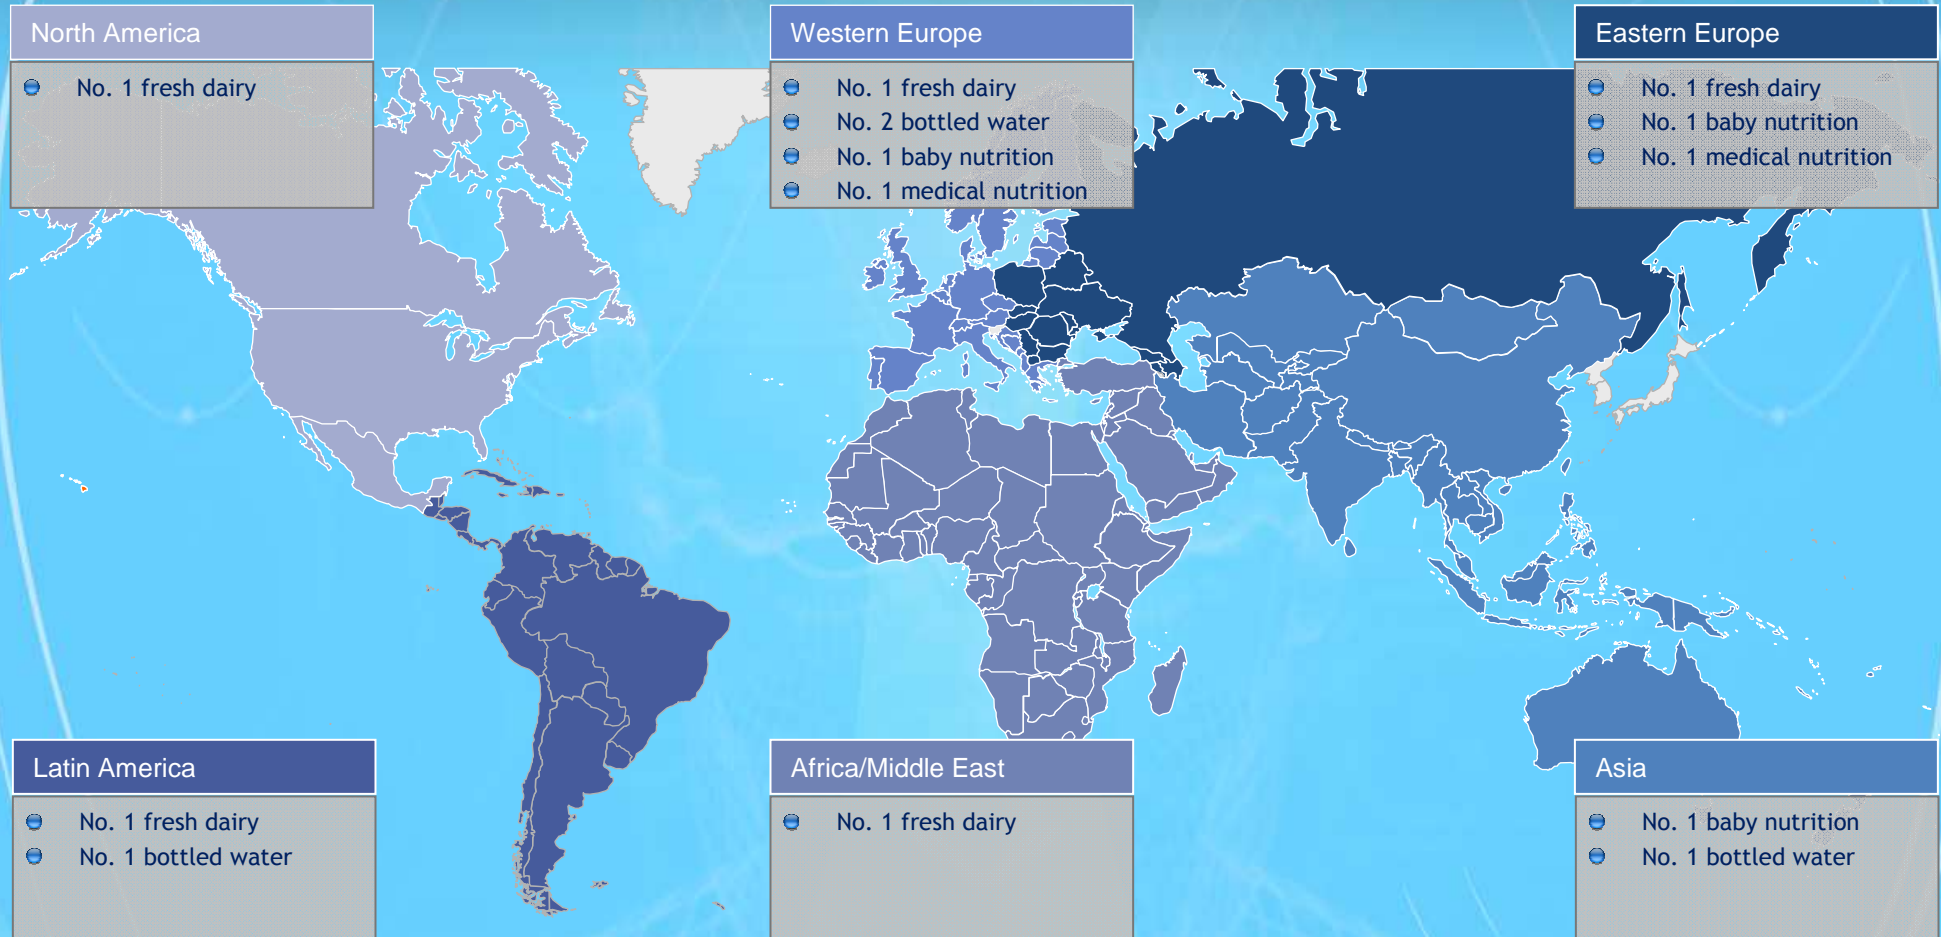 North America
No. 1 fresh dairy
Western Europe
No. 1 fresh dairy
No. 2 bottled water
No. 1 baby nutrition
No. 1 medical nutrition
Eastern Europe
No. 1 fresh dairy
No. 1 baby nutrition
No. 1 medical nutrition
Latin America
No. 1 fresh dairy
No. 1 bottled water
Africa/Middle East
No. 1 fresh dairy
Asia
No. 1 baby nutrition
No. 1 bottled water